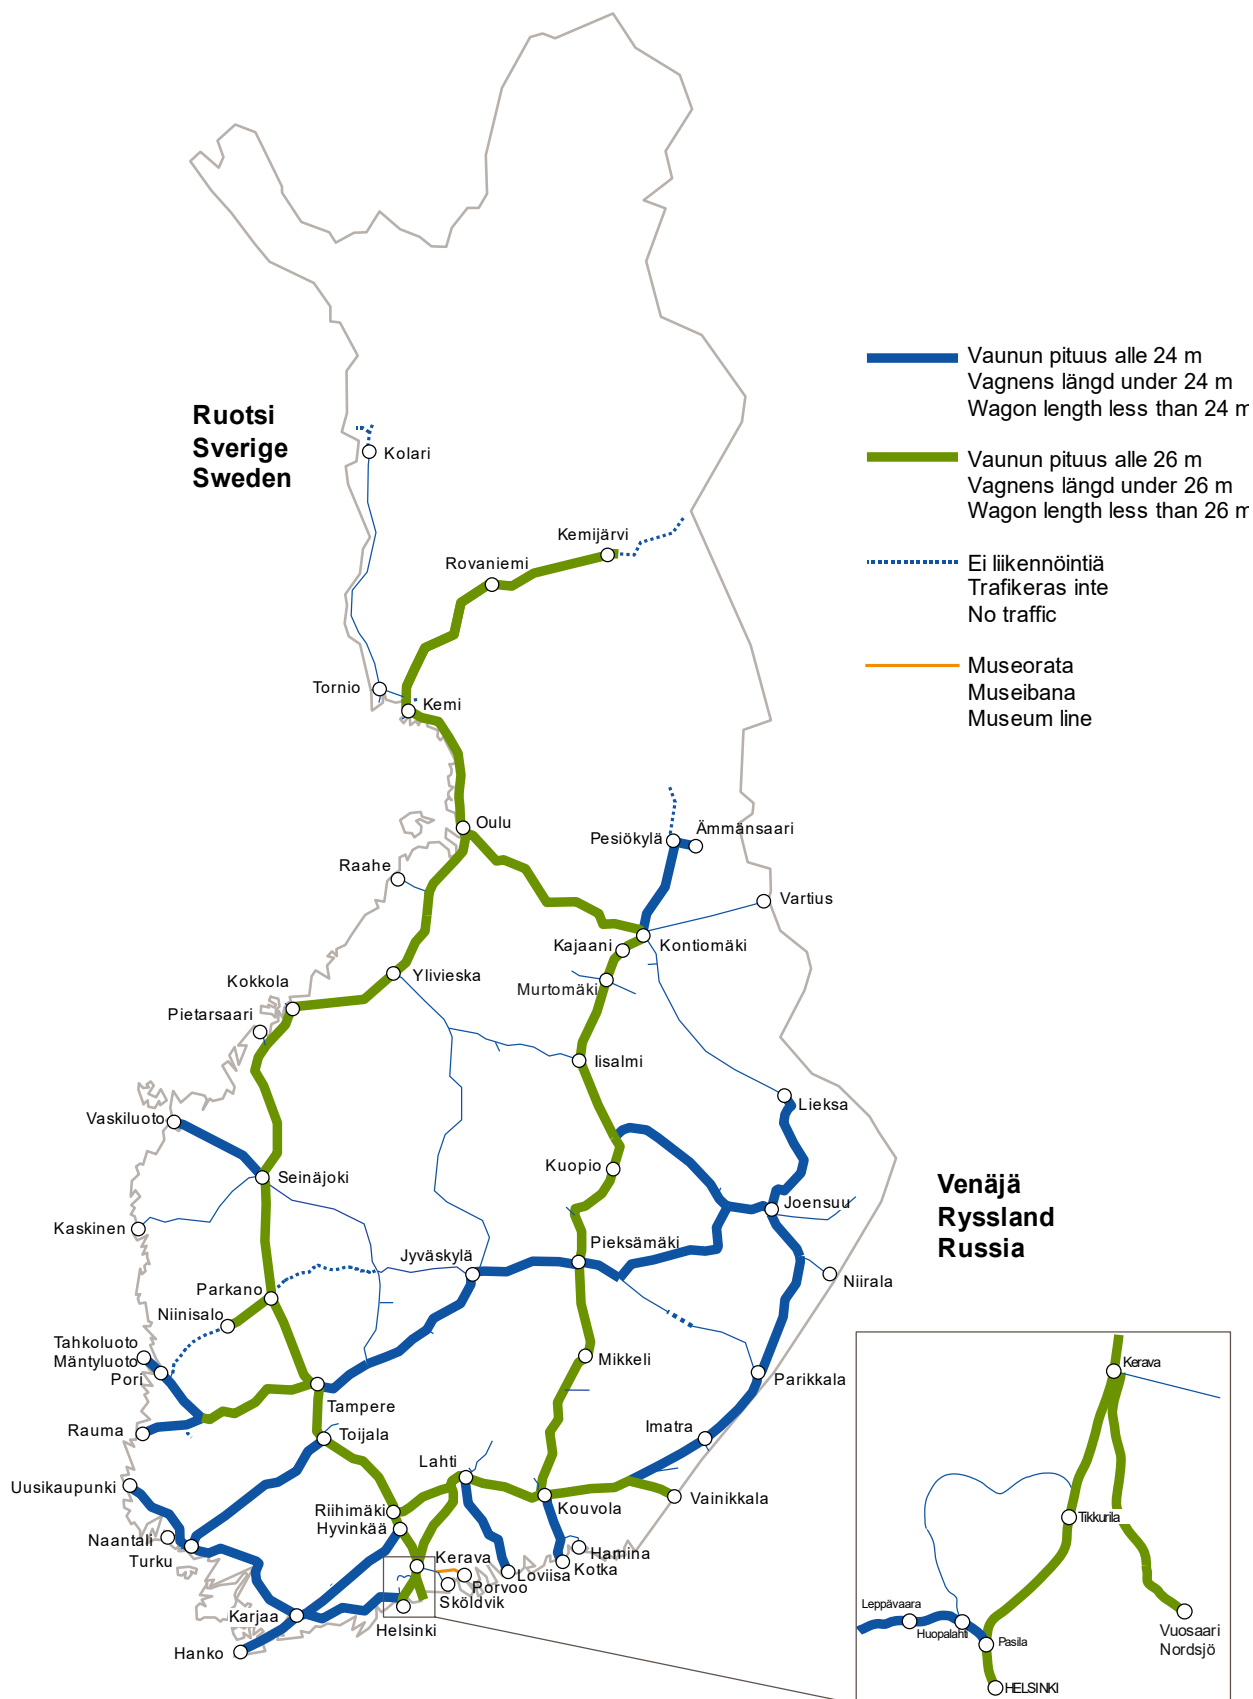 Vaunun pituus alle 24 m
Vagnens längd under 24 m
Wagon length less than 24 m
Ruotsi
Sverige
Sweden
Kolari
Vaunun pituus alle 26 m
Vagnens längd under 26 m
Wagon length less than 26 m
Kemijärvi
Rovaniemi
Ei liikennöintiä
Trafikeras inte
No traffic
Museorata
Museibana
Museum line
Tornio
Kemi
Oulu
Pesiökylä
Ämmänsaari
Raahe
Vartius
Kajaani
Kontiomäki
Ylivieska
Murtomäki
Kokkola
Pietarsaari
Iisalmi
Lieksa
Vaskiluoto
Kuopio
Seinäjoki
Joensuu
Venäjä
Ryssland
Russia
Kaskinen
Pieksämäki
Jyväskylä
Niirala
Parkano
Niinisalo
Tahkoluoto
Mäntyluoto
Pori
Mikkeli
Parikkala
Tampere
Rauma
Toijala
Imatra
Lahti
Uusikaupunki
Kouvola
Vainikkala
Riihimäki
Hyvinkää
Naantali
Turku
Hamina
Kotka
Kerava
Loviisa
Porvoo
Sköldvik
Karjaa
Helsinki
Hanko
Kerava
Tikkurila
Leppävaara
Huopalahti
Pasila
Vuosaari
Nordsjö
HELSINKI